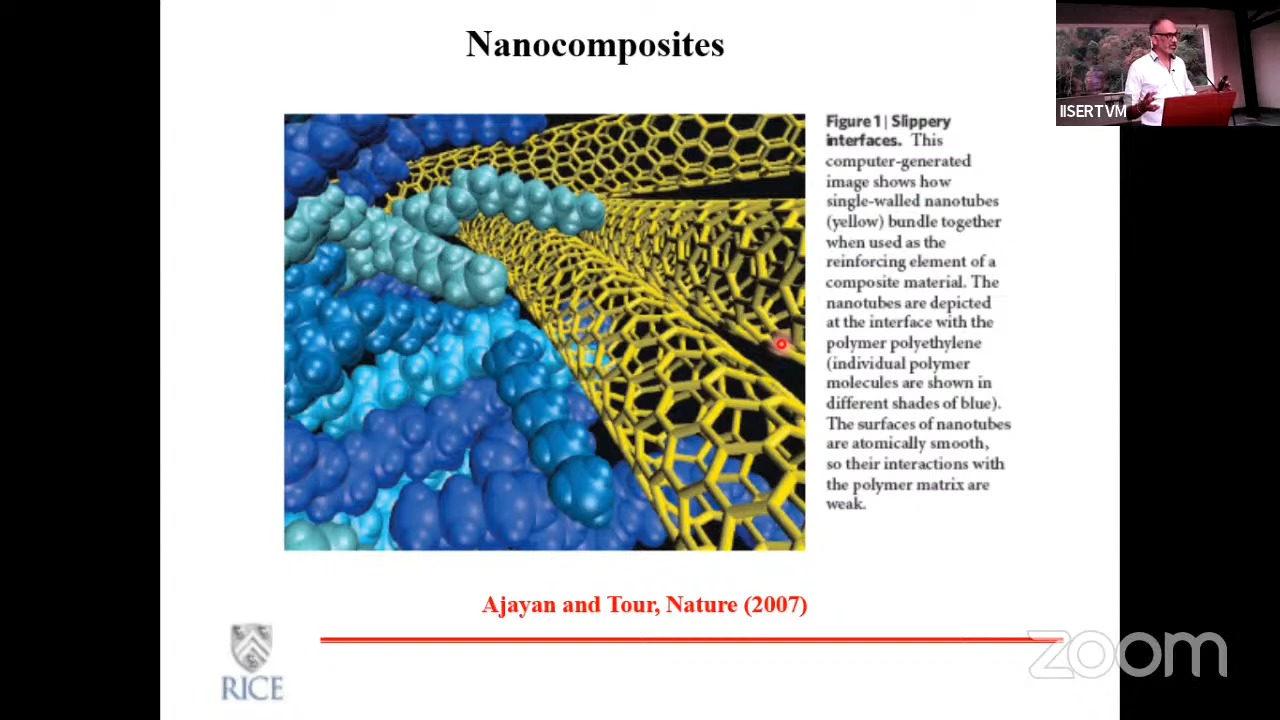 Nanocomposites
IISERTVM
Figure 1 | Slippery
interfaces. This
computer-generated
image shows how
single-walled nanotubes
(yellow) bundle together
when used as the
reinforcing element of a
composite material. The
nanotubes are depicted
at the interface with the
polymer polyethylene
(individual polymer
molecules are shown in
different shades of blue).
The surfaces of nanotubes
are atomically smooth,
so their interactions with
the polymer matrix are
weak.
Ajayan and Tour, Nature (2007)
RICE
zoom